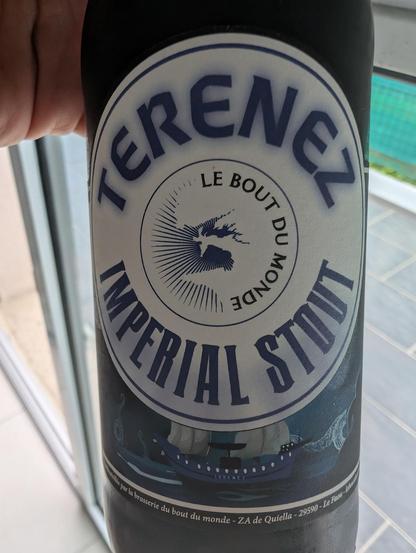 TERENEZ
LE BOUT DU MONDE
IMPERIAL STOUT
TERENEZ
par la brasserie du bout du monde - ZA de Quiella - 29590 - Le Faou -